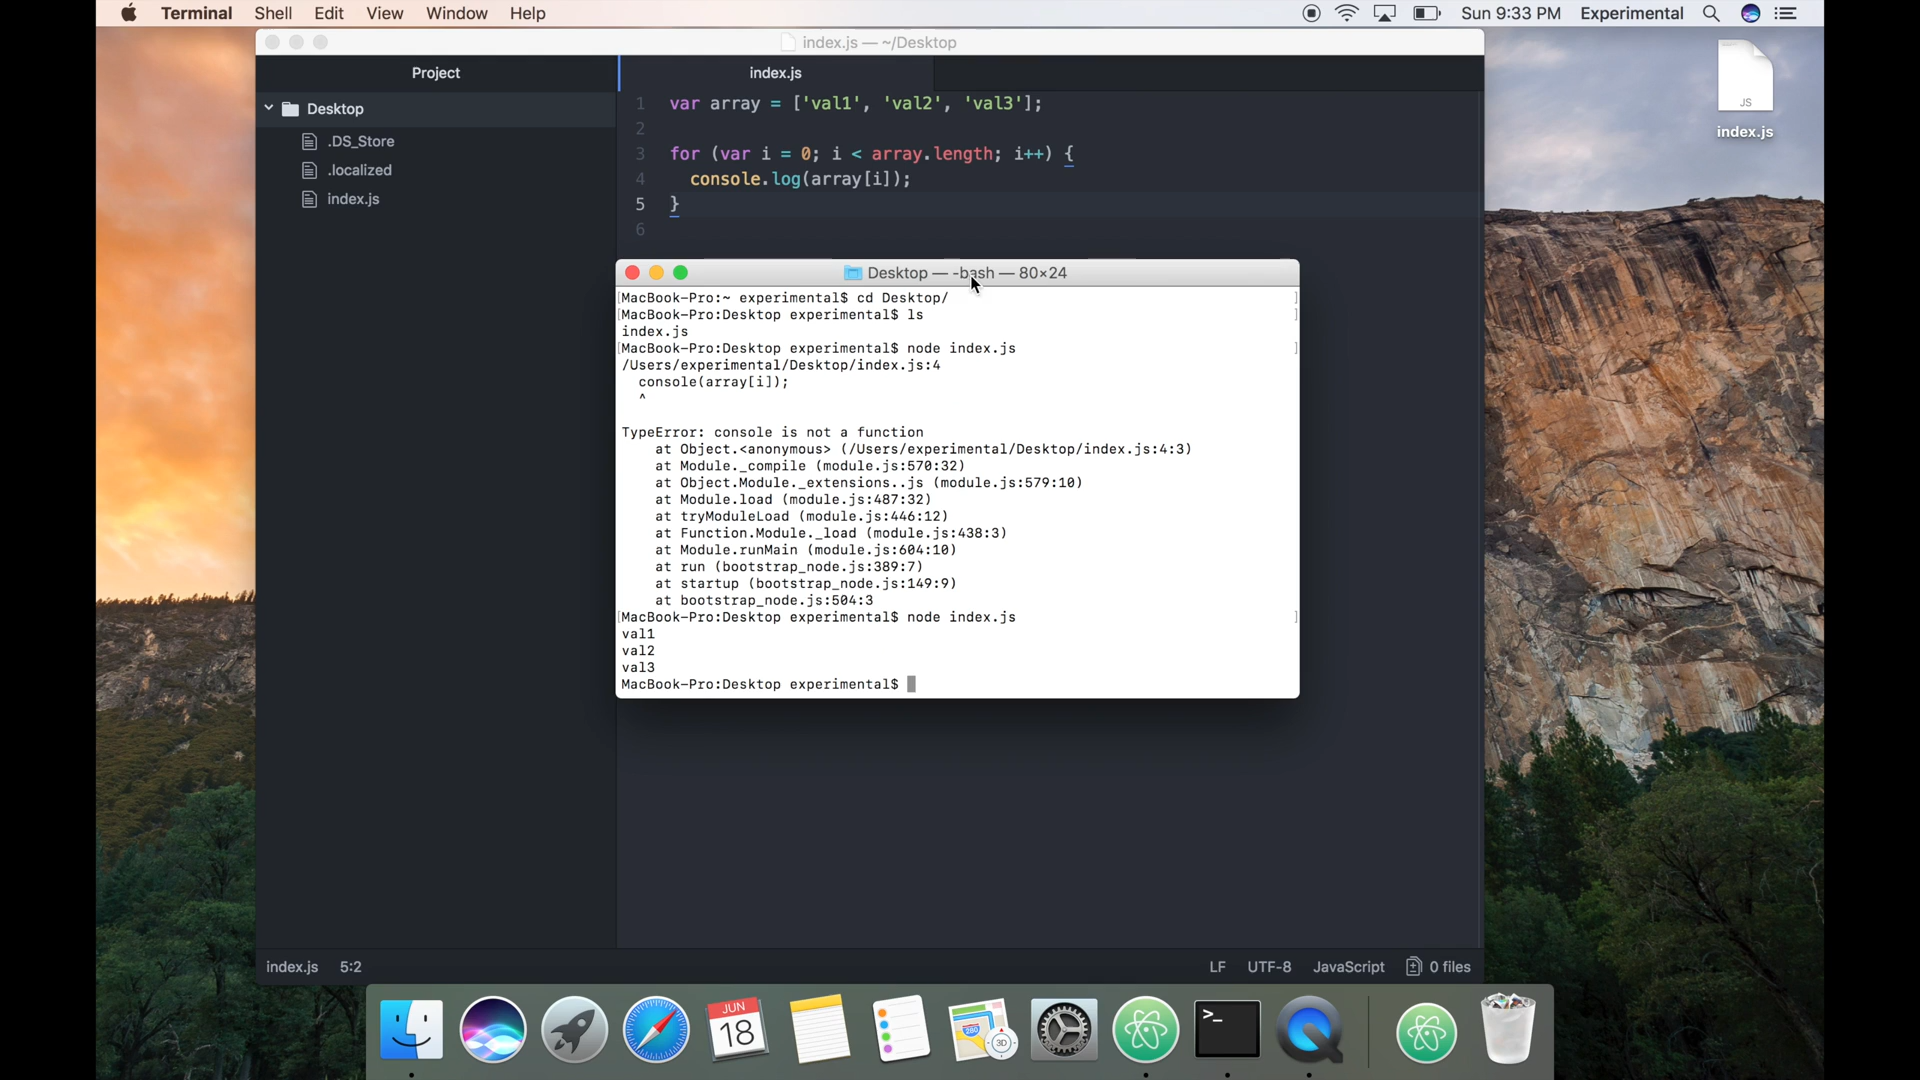 Terminal Shell Edit View Window Help Sun 9:33 PM Experimental
index.js — ~/Desktop
Project
index.js
Desktop
.DS_Store
.localized
index.js
1 var array = ['val1', 'val2', 'val3'];
2
3 for (var i = 0; i < array.length; i++) {
4 console.log(array[i]);
5 }
6
JS
index.js
Desktop — -bash — 80×24
[MacBook-Pro:~ experimental$ cd Desktop/ ]
[MacBook-Pro:Desktop experimental$ ls ]
index.js
[MacBook-Pro:Desktop experimental$ node index.js ]
/Users/experimental/Desktop/index.js:4
console(array[i]);
^
TypeError: console is not a function
at Object.<anonymous> (/Users/experimental/Desktop/index.js:4:3)
at Module._compile (module.js:570:32)
at Object.Module._extensions..js (module.js:579:10)
at Module.load (module.js:487:32)
at tryModuleLoad (module.js:446:12)
at Function.Module._load (module.js:438:3)
at Module.runMain (module.js:604:10)
at run (bootstrap_node.js:389:7)
at startup (bootstrap_node.js:149:9)
at bootstrap_node.js:504:3
[MacBook-Pro:Desktop experimental$ node index.js ]
val1
val2
val3
MacBook-Pro:Desktop experimental$
index.js 5:2 LF UTF-8 JavaScript 0 files
JUN
18
280
3D
>_